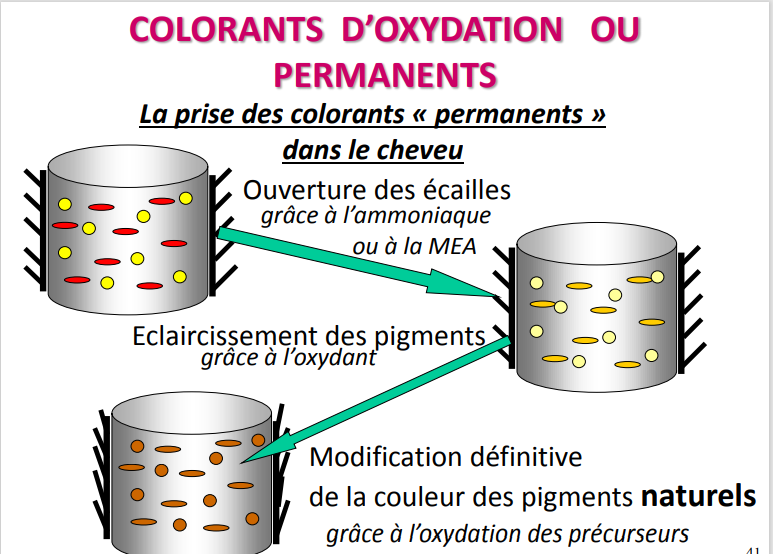 COLORANTS D’OXYDATION OU
PERMANENTS
La prise des colorants « permanents »
dans le cheveu
Ouverture des écailles
grâce à l’ammoniaque
ou à la MEA
Eclaircissement des pigments
grâce à l’oxydant
Modification définitive
de la couleur des pigments naturels
grâce à l’oxydation des précurseurs
41